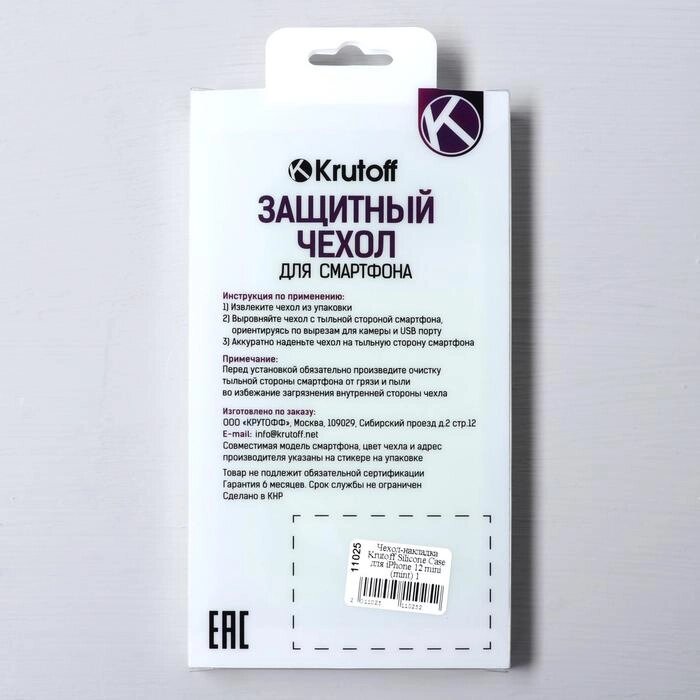 K
Krutoff
ЗАЩИТНЫЙ
ЧЕХОЛ
ДЛЯ СМАРТФОНА
Инструкция по применению:
1) Извлеките чехол из упаковки
2) Выровняйте чехол с тыльной стороной смартфона,
ориентируясь по вырезам для камеры и USB порту
3) Аккуратно наденьте чехол на тыльную сторону смартфона
Примечание:
Перед установкой обязательно произведите очистку
тыльной стороны смартфона от грязи и пыли
во избежание загрязнения внутренней стороны чехла
Изготовлено по заказу:
ООО «КРУТОФФ», Москва, 109029, Сибирский проезд д.2 стр.12
E-mail: info@krutoff.net
Совместимая модель смартфона, цвет чехла и адрес
производителя указаны на стикере на упаковке
Товар не подлежит обязательной сертификации
Гарантия 6 месяцев. Срок службы не ограничен
Сделано в КНР
11025
Чехол-накладка
Krutoff Silicone Case
для iPhone 12 mini
(mint) 1
2 011025 110252
EAC